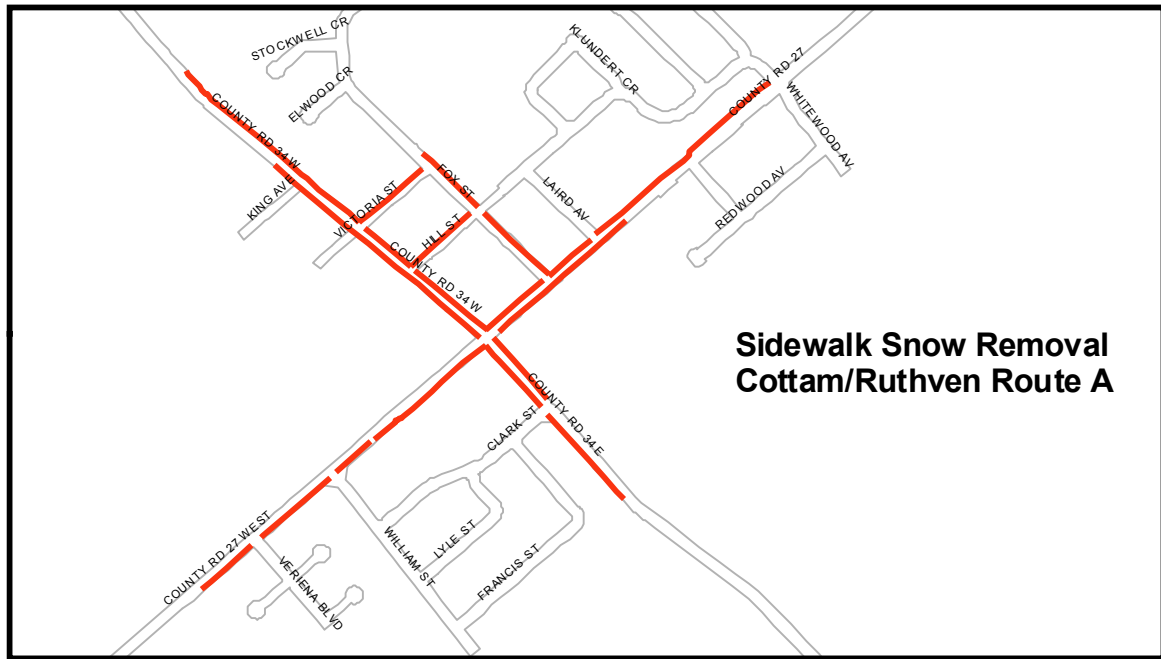 STOCKWELL CR
KLUNDERT CR
COUNTY RD 27
ELWOOD CR
WHITEWOOD AV
COUNTY RD 34 W
FOX ST
LAIRD AV
KING AVE
VICTORIA ST
REDWOOD AV
HILL ST
COUNTY RD 34 W
Sidewalk Snow Removal
Cottam/Ruthven Route A
COUNTY RD 34 E
CLARK ST
COUNTY RD 27 WEST
WILLIAM ST
LYLE ST
FRANCIS ST
VERIENA BLVD